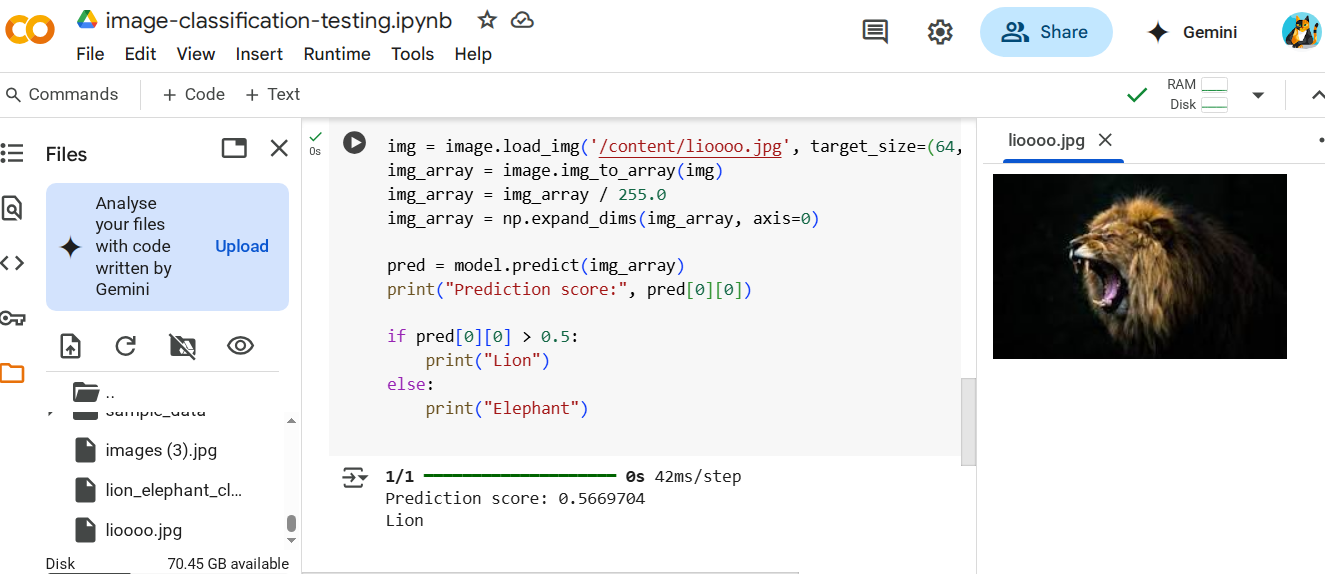 image-classification-testing.ipynb
File Edit View Insert Runtime Tools Help
Share
Gemini
Commands
+ Code + Text
RAM
Disk
Files
Analyse
your files
with code
written by
Gemini
Upload
..
sample_data
images (3).jpg
lion_elephant_cl...
lioooo.jpg
Disk 70.45 GB available
0s
img = image.load_img('/content/lioooo.jpg', target_size=(64,
img_array = image.img_to_array(img)
img_array = img_array / 255.0
img_array = np.expand_dims(img_array, axis=0)
pred = model.predict(img_array)
print("Prediction score:", pred[0][0])
if pred[0][0] > 0.5:
    print("Lion")
else:
    print("Elephant")
1/1 0s 42ms/step
Prediction score: 0.5669704
Lion
lioooo.jpg